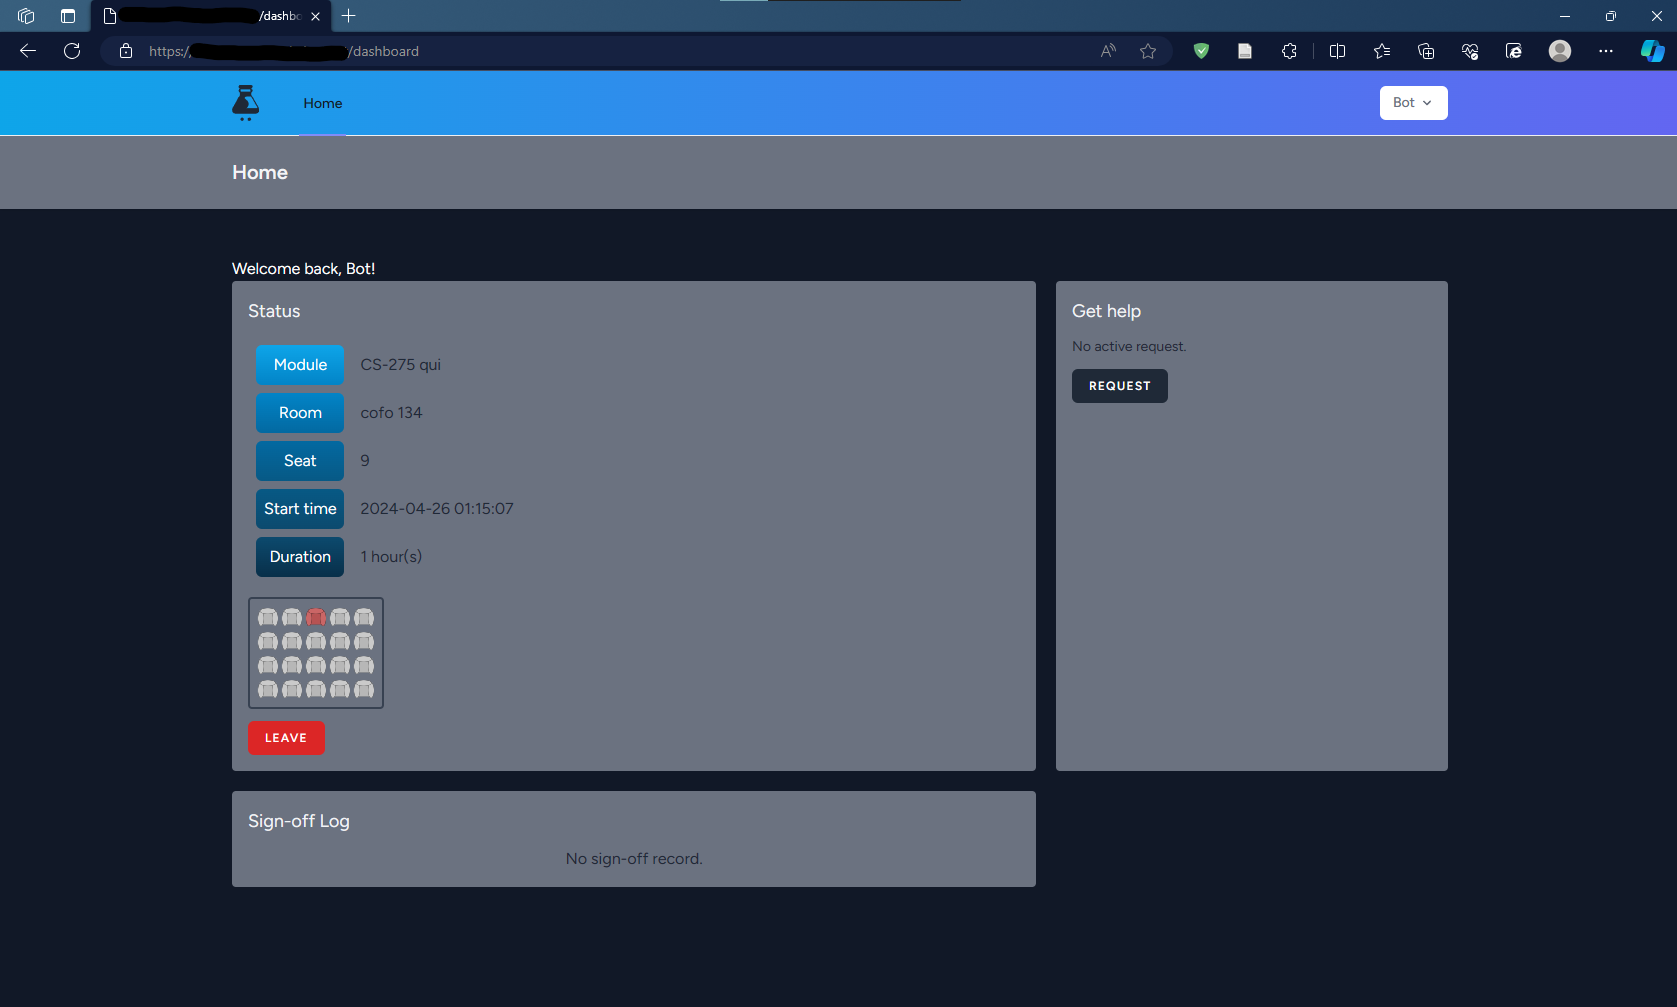 /dashbo
https:/
/dashboard
Home
Bot
Home
Welcome back, Bot!
Status
Module CS-275 qui
Room cofo 134
Seat 9
Start time 2024-04-26 01:15:07
Duration 1 hour(s)
LEAVE
Get help
No active request.
REQUEST
Sign-off Log
No sign-off record.